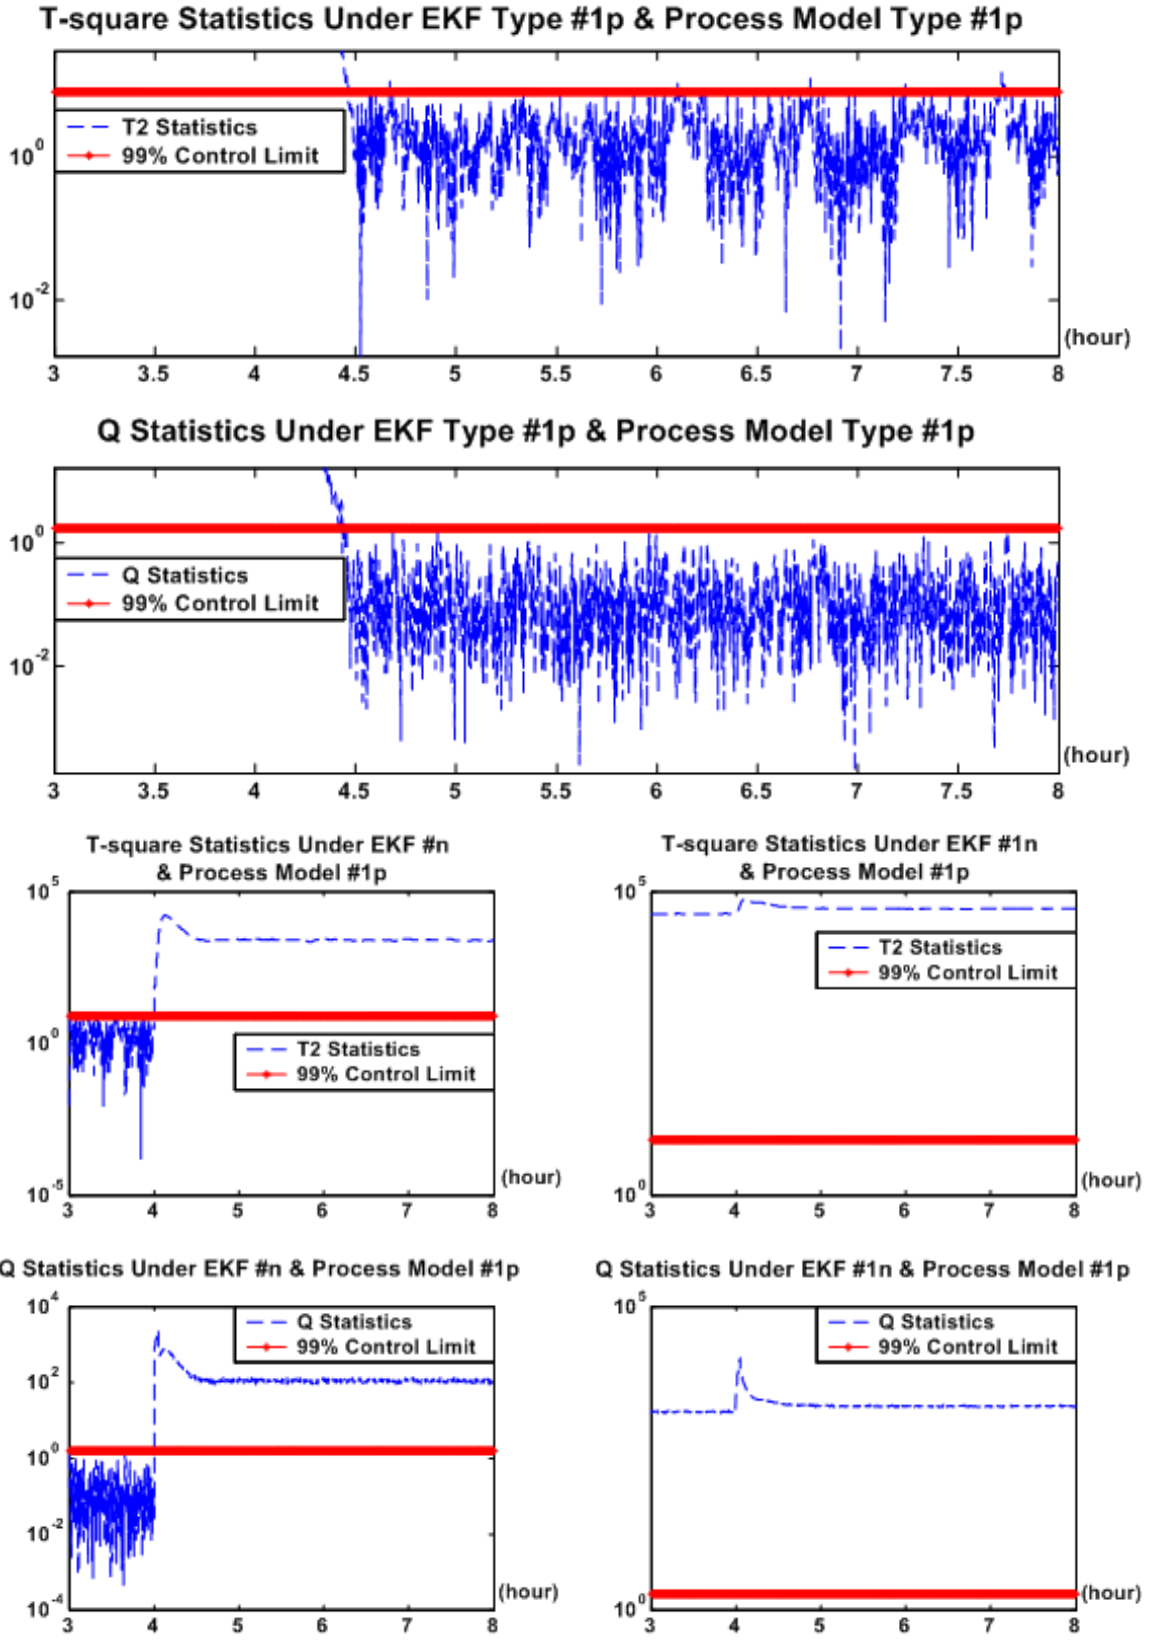 T-square Statistics Under EKF Type #1p & Process Model Type #1p
T2 Statistics
99% Control Limit
10^0
10^-2
(hour)
3 3.5 4 4.5 5 5.5 6 6.5 7 7.5 8
Q Statistics Under EKF Type #1p & Process Model Type #1p
10^0
Q Statistics
99% Control Limit
10^-2
(hour)
3 3.5 4 4.5 5 5.5 6 6.5 7 7.5 8
T-square Statistics Under EKF #n
& Process Model #1p
10^5
10^0
T2 Statistics
99% Control Limit
10^-5
(hour)
3 4 5 6 7 8
T-square Statistics Under EKF #1n
& Process Model #1p
10^5
T2 Statistics
99% Control Limit
10^0
(hour)
3 4 5 6 7 8
Q Statistics Under EKF #n & Process Model #1p
10^4
Q Statistics
99% Control Limit
10^2
10^0
10^-2
10^-4
(hour)
3 4 5 6 7 8
Q Statistics Under EKF #1n & Process Model #1p
10^5
Q Statistics
99% Control Limit
10^0
(hour)
3 4 5 6 7 8